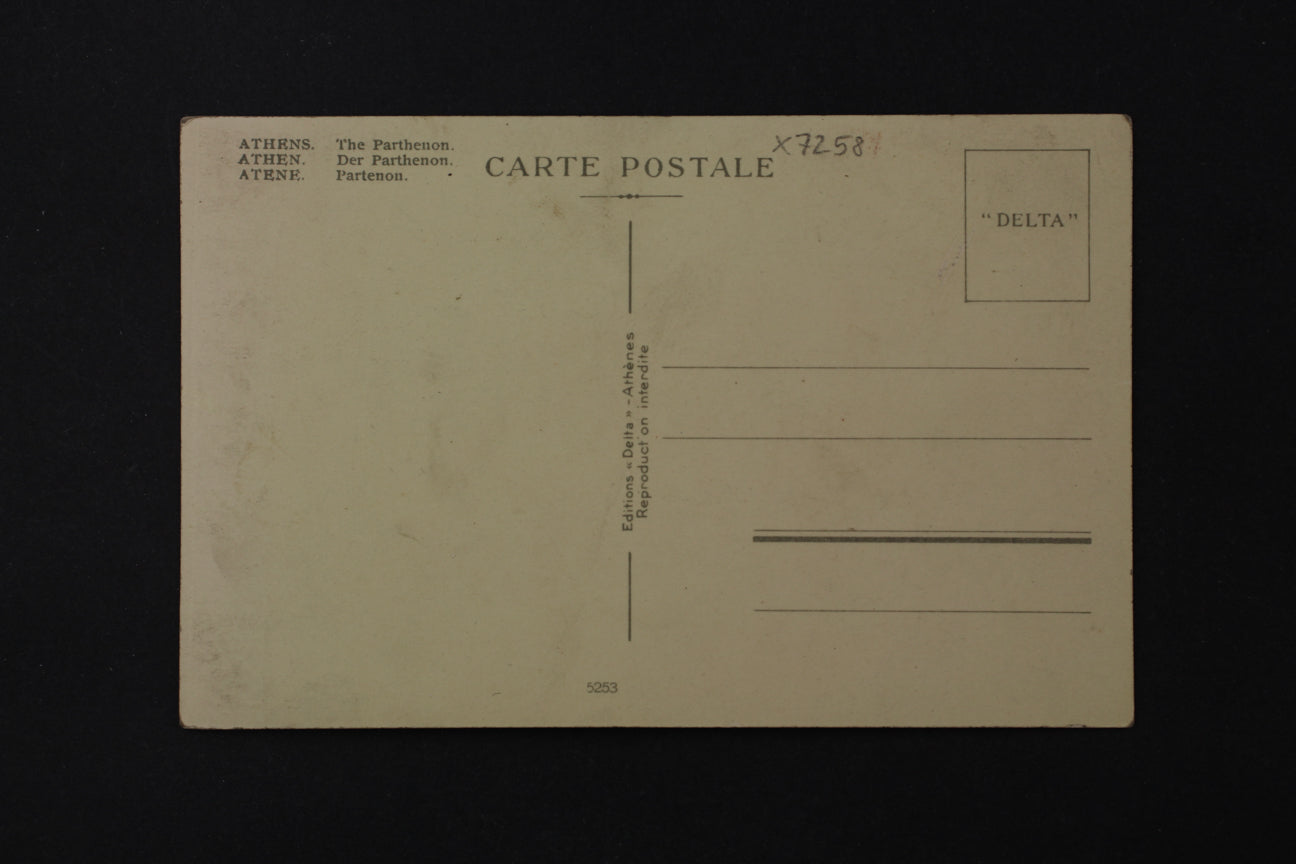 ATHENS. The Parthenon.
ATHEN. Der Parthenon.
ATENE. Partenon.
CARTE POSTALE
X7258
"DELTA"
Editions « Delta » - Athènes
Reproduction interdite
5253